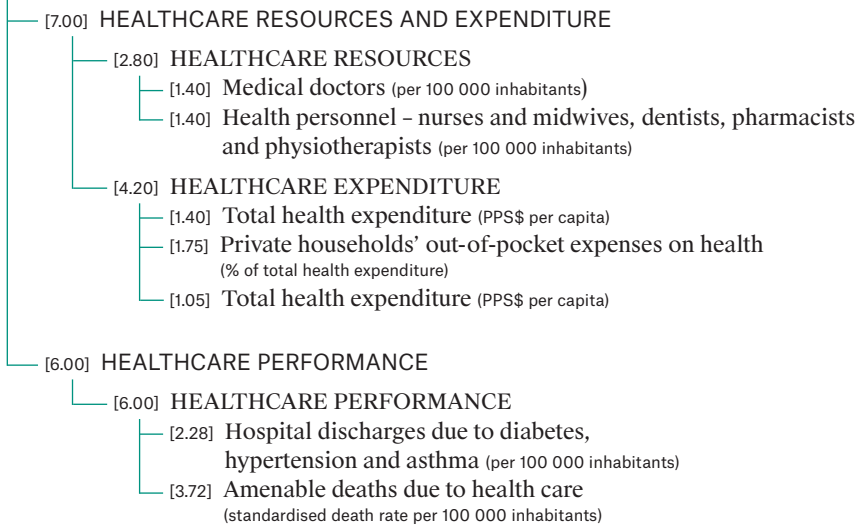 [7.00] HEALTHCARE RESOURCES AND EXPENDITURE
[2.80] HEALTHCARE RESOURCES
[1.40] Medical doctors (per 100 000 inhabitants)
[1.40] Health personnel – nurses and midwives, dentists, pharmacists
and physiotherapists (per 100 000 inhabitants)
[4.20] HEALTHCARE EXPENDITURE
[1.40] Total health expenditure (PPS$ per capita)
[1.75] Private households’ out-of-pocket expenses on health
(% of total health expenditure)
[1.05] Total health expenditure (PPS$ per capita)
[6.00] HEALTHCARE PERFORMANCE
[6.00] HEALTHCARE PERFORMANCE
[2.28] Hospital discharges due to diabetes,
hypertension and asthma (per 100 000 inhabitants)
[3.72] Amenable deaths due to health care
(standardised death rate per 100 000 inhabitants)